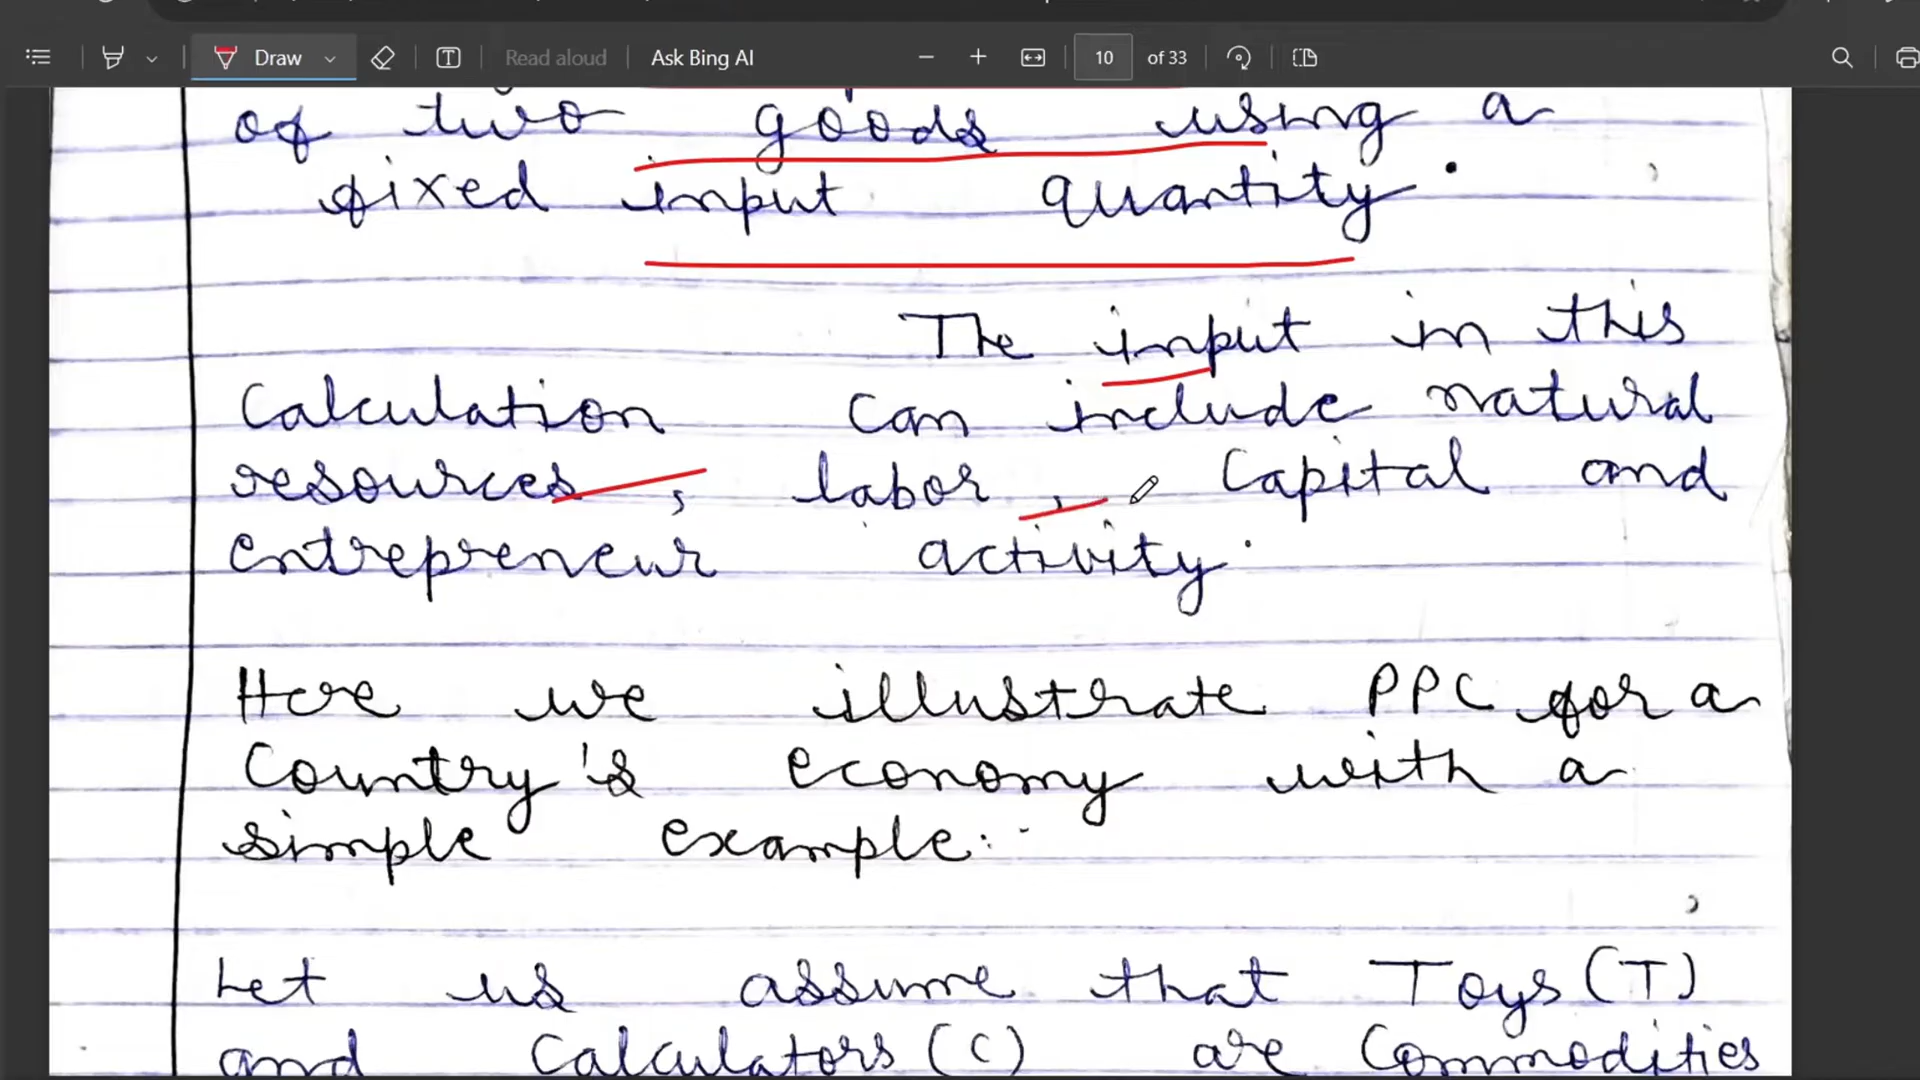 Draw
Read aloud
Ask Bing AI
10
of 33
of two goods using a
fixed input quantity.
The input in this
Calculation can include natural
resources, labor, Capital and
entrepreneur activity.
Here we illustrate PPC for a
Country's economy with a
simple example:-
Let us assume that Toys (T)
and Calculators (C) are Commodities